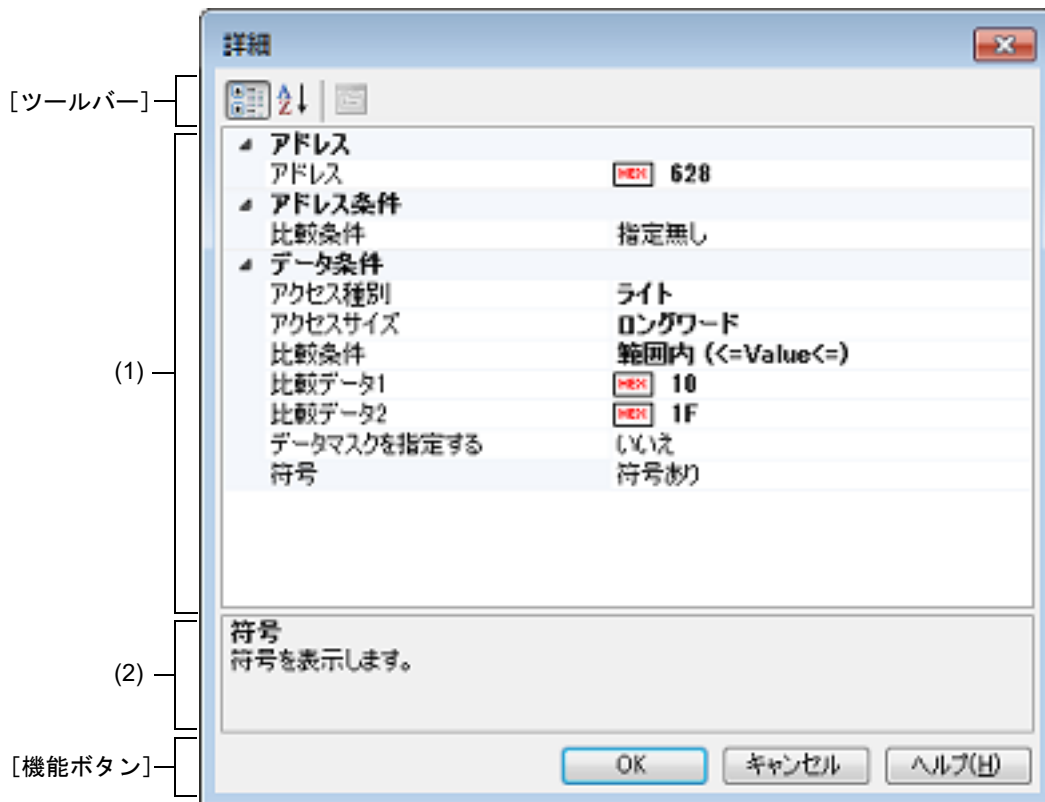 詳細
[ツールバー]
(1)
アドレス
アドレス HEX 628
アドレス条件
比較条件 指定無し
データ条件
アクセス種別 ライト
アクセスサイズ ロングワード
比較条件 範囲内 (<=Value<=)
比較データ1 HEX 10
比較データ2 HEX 1F
データマスクを指定する いいえ
符号 符号あり
(2)
符号
符号を表示します。
[機能ボタン]
OK キャンセル ヘルプ(H)